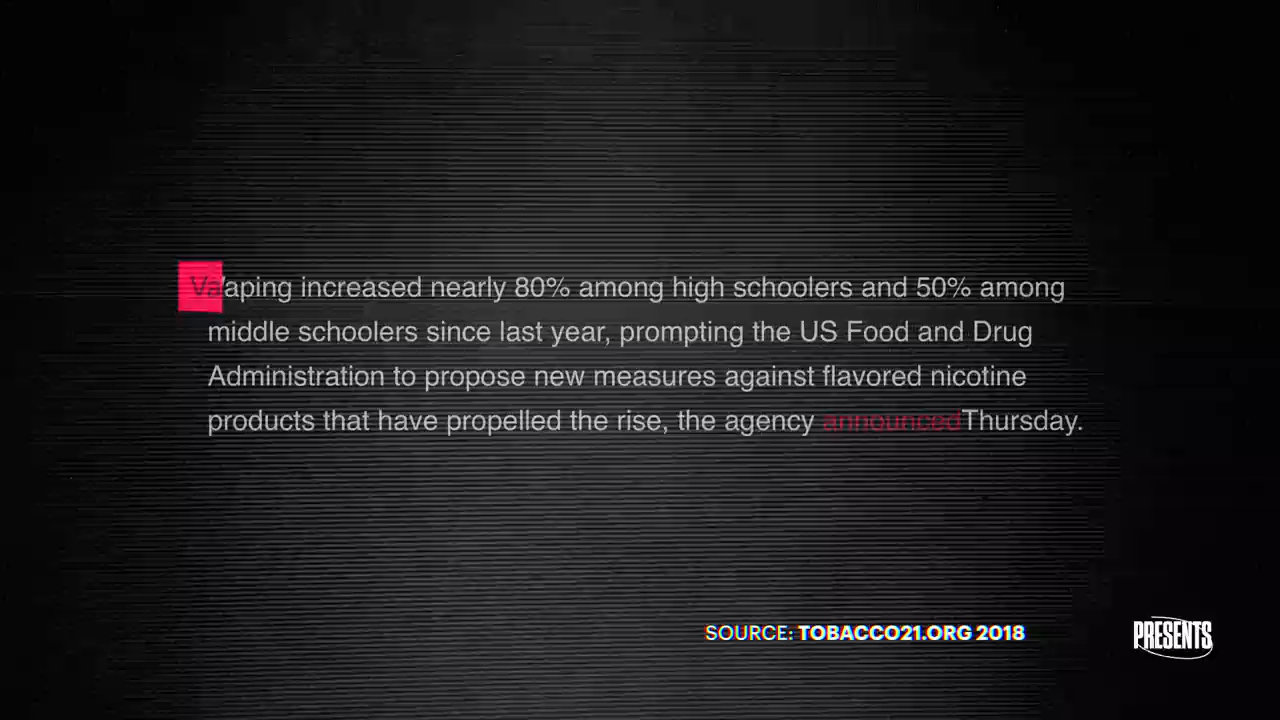 Vaping increased nearly 80% among high schoolers and 50% among
middle schoolers since last year, prompting the US Food and Drug
Administration to propose new measures against flavored nicotine
products that have propelled the rise, the agency announced Thursday.
SOURCE: TOBACCO21.ORG 2018
PRESENTS